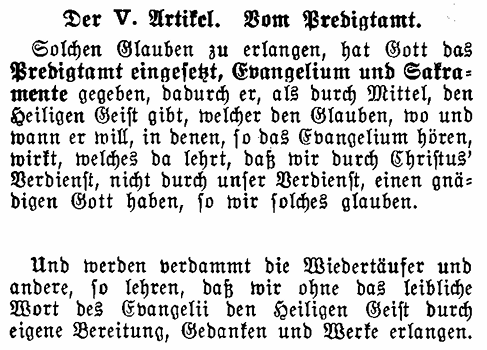 Der V. Artikel. Vom Predigtamt.
Solchen Glauben zu erlangen, hat Gott das
Predigtamt eingesetzt, Evangelium und Sakra-
mente gegeben, dadurch er, als durch Mittel, den
Heiligen Geist gibt, welcher den Glauben, wo und
wann er will, in denen, so das Evangelium hören,
wirkt, welches da lehrt, daß wir durch Christus'
Verdienst, nicht durch unser Verdienst, einen gnä-
digen Gott haben, so wir solches glauben.
Und werden verdammt die Wiedertäufer und
andere, so lehren, daß wir ohne das leibliche
Wort des Evangelii den Heiligen Geist durch
eigene Bereitung, Gedanken und Werke erlangen.